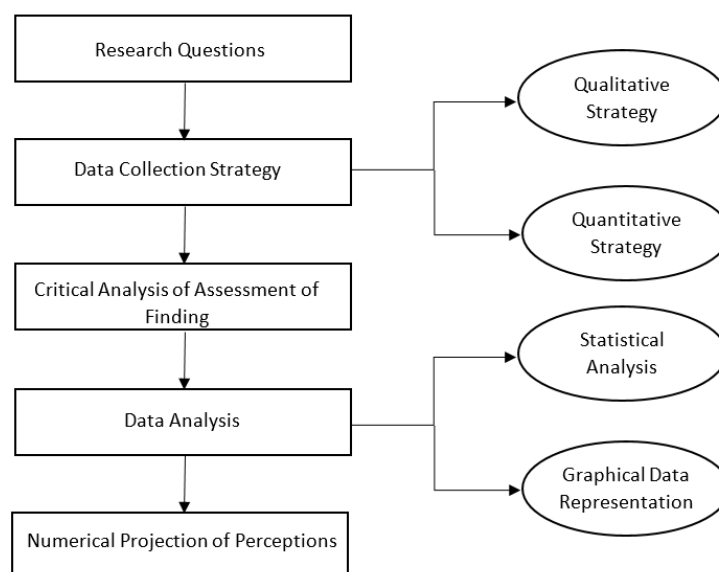 Research Questions
Qualitative
Strategy
Data Collection Strategy
Quantitative
Strategy
Critical Analysis of Assessment of
Finding
Statistical
Analysis
Data Analysis
Graphical Data
Representation
Numerical Projection of Perceptions